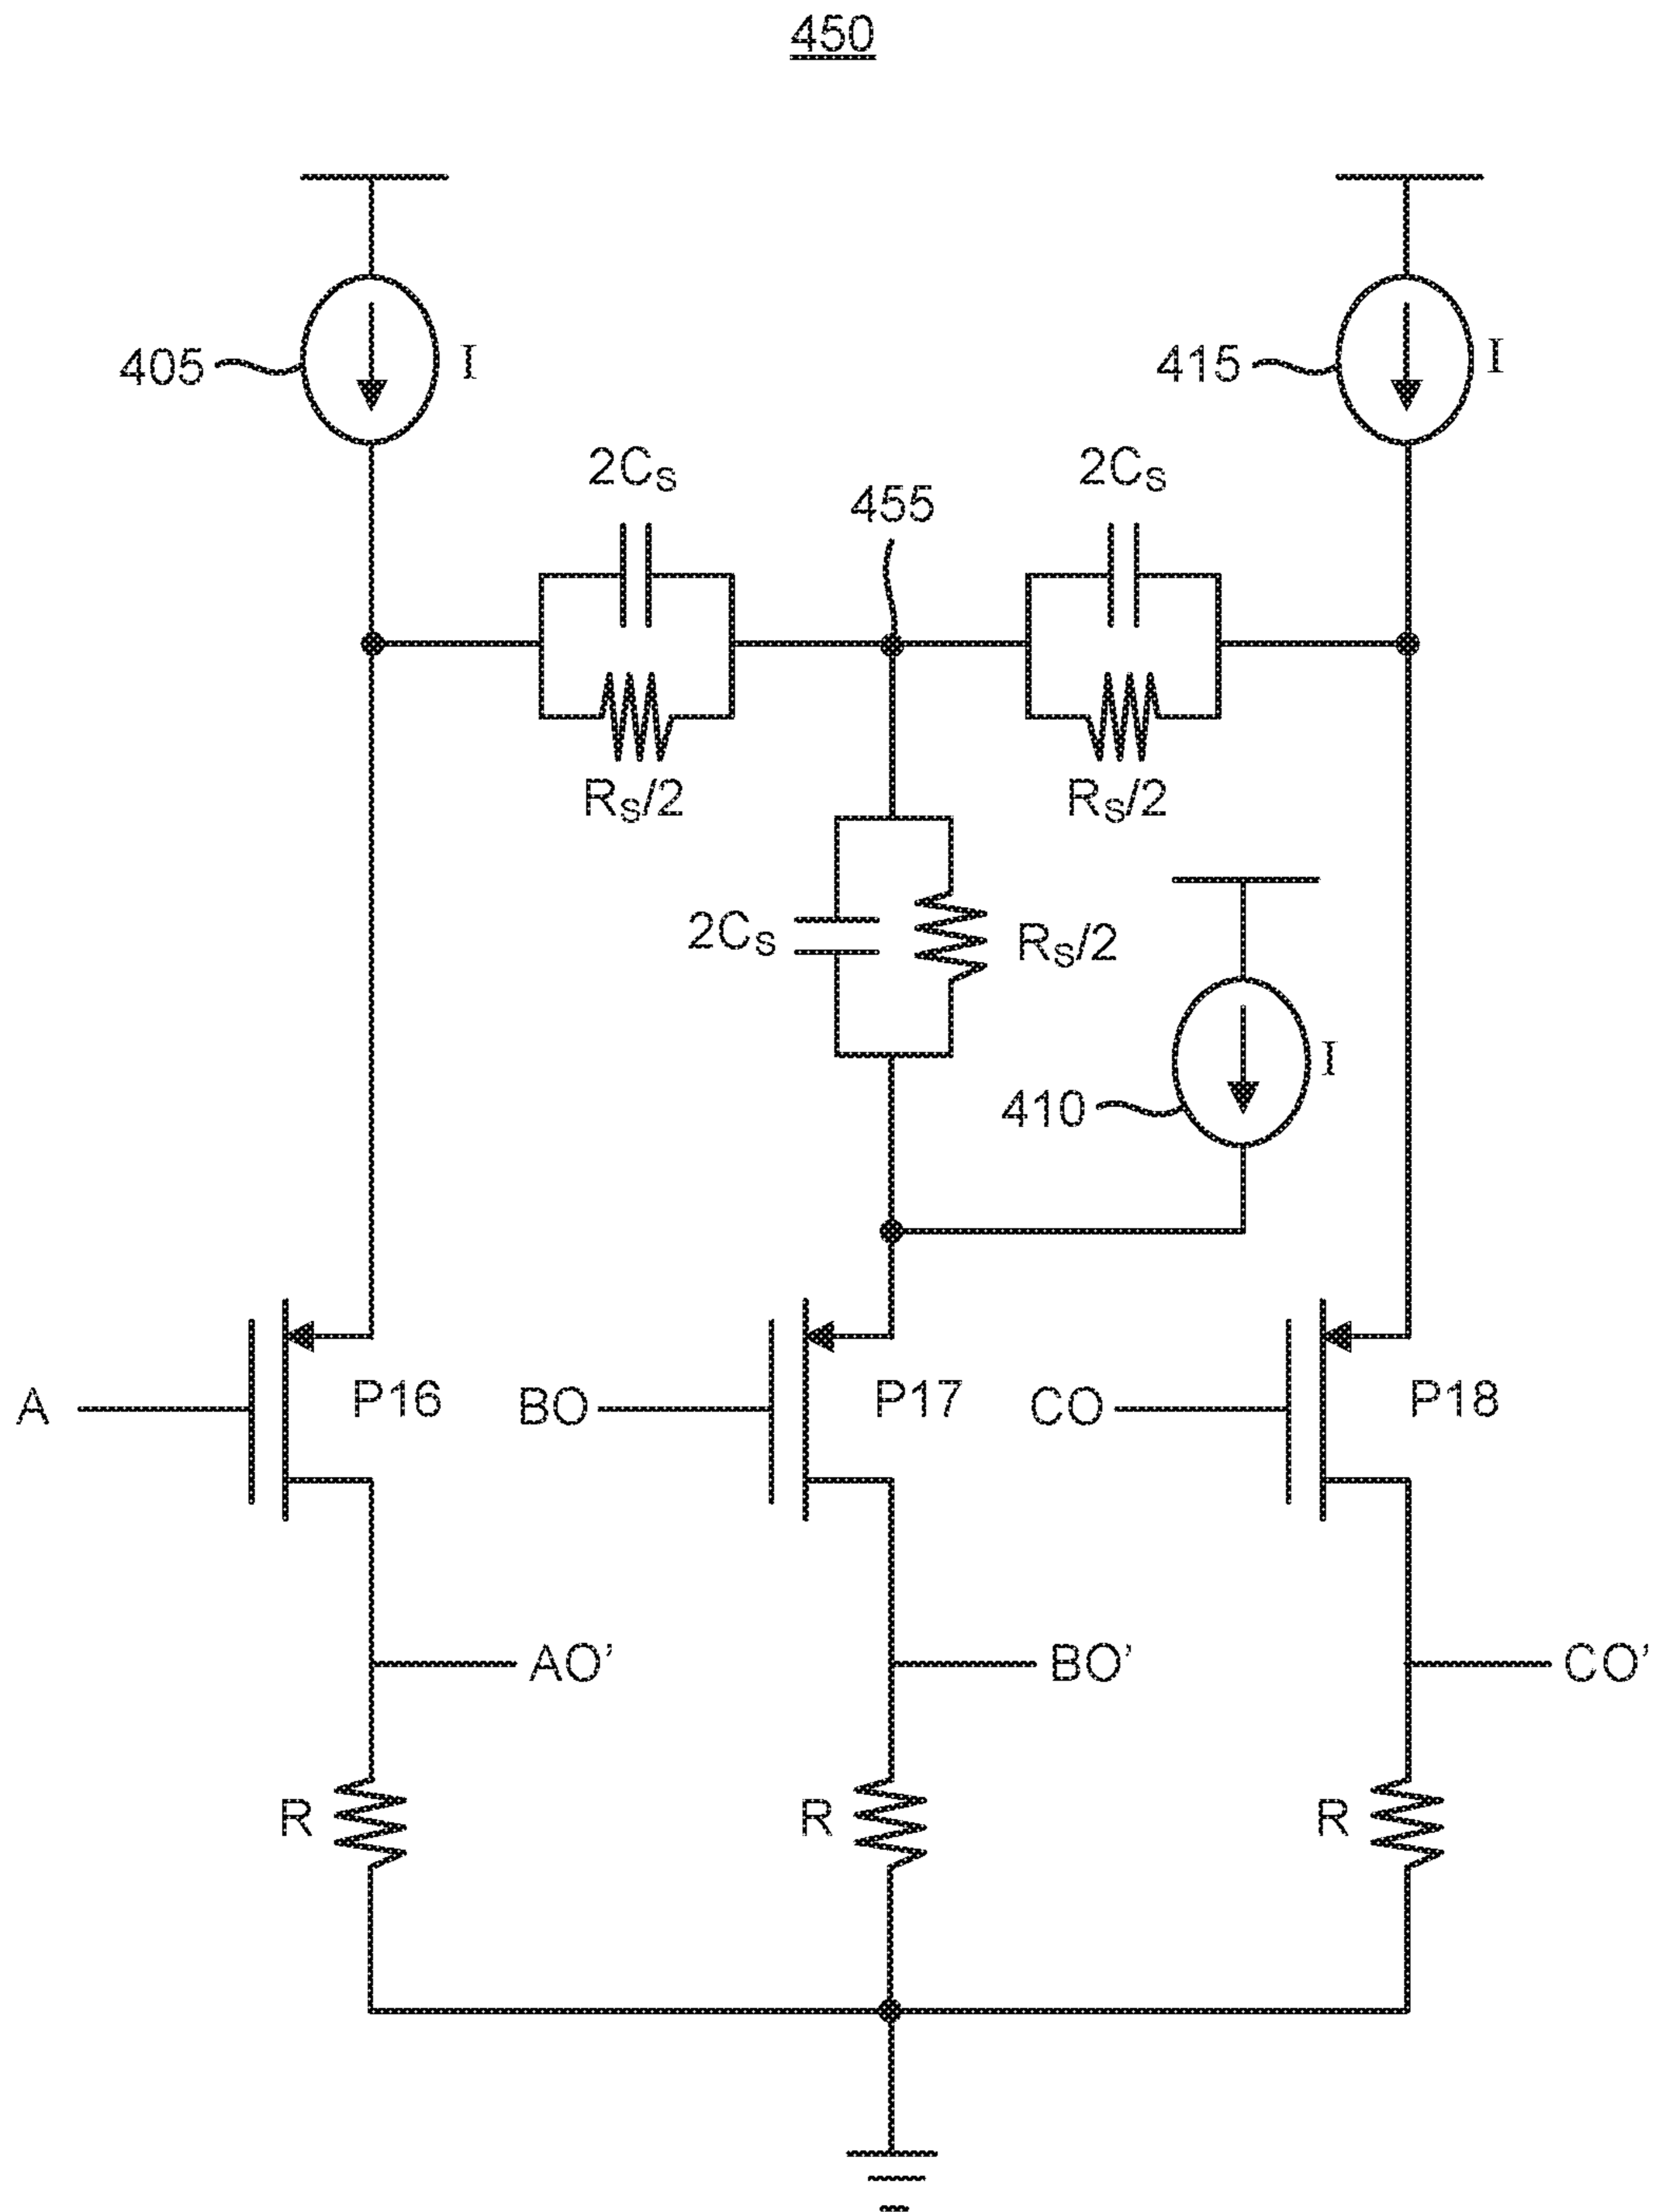 450
405
I
415
I
2CS
455
2CS
RS/2
RS/2
2CS
RS/2
410
I
A
P16
BO
P17
CO
P18
AO’
BO’
CO’
R
R
R